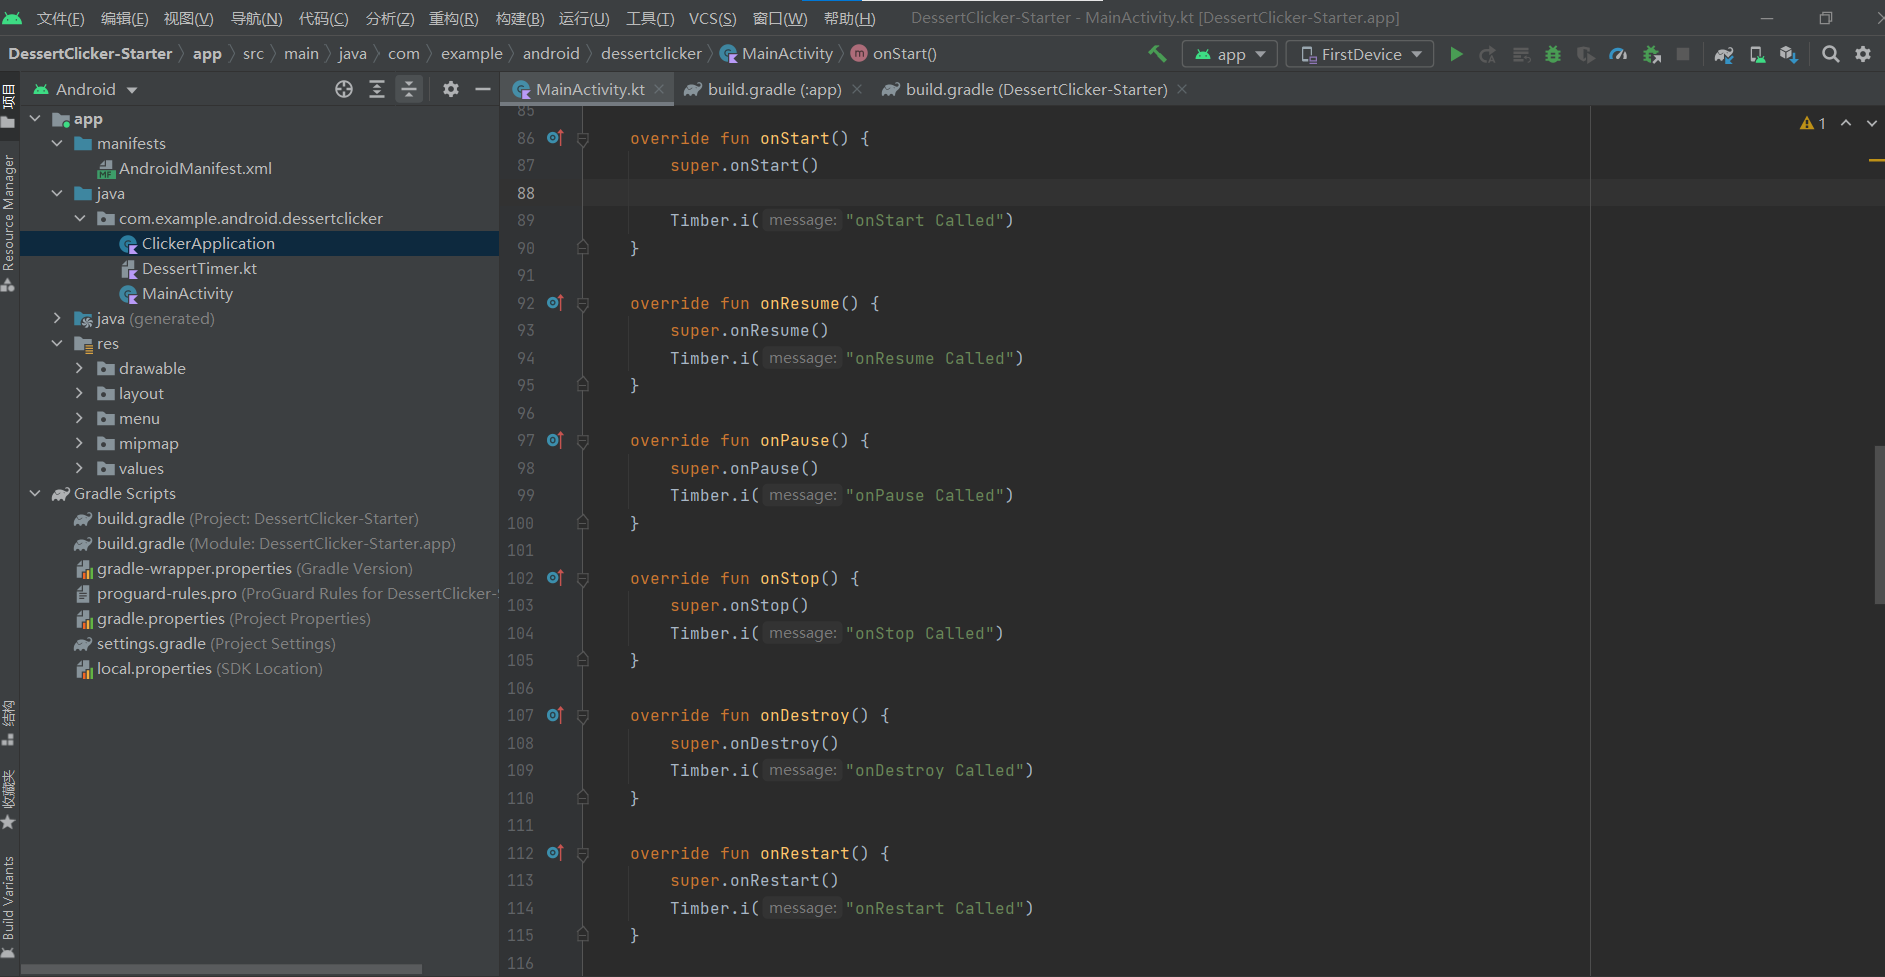 文件(F) 编辑(E) 视图(V) 导航(N) 代码(C) 分析(Z) 重构(R) 构建(B) 运行(U) 工具(T) VCS(S) 窗口(W) 帮助(H) DessertClicker-Starter - MainActivity.kt [DessertClicker-Starter.app]
DessertClicker-Starter app src main java com example android dessertclicker MainActivity m onStart() app FirstDevice
项目
Resource Manager
结构
收藏夹
Build Variants
Android
app
manifests
MF AndroidManifest.xml
java
com.example.android.dessertclicker
ClickerApplication
DessertTimer.kt
MainActivity
java (generated)
res
drawable
layout
menu
mipmap
values
Gradle Scripts
build.gradle (Project: DessertClicker-Starter)
build.gradle (Module: DessertClicker-Starter.app)
gradle-wrapper.properties (Gradle Version)
proguard-rules.pro (ProGuard Rules for DessertClicker-
gradle.properties (Project Properties)
settings.gradle (Project Settings)
local.properties (SDK Location)
MainActivity.kt build.gradle (:app) build.gradle (DessertClicker-Starter)
1
85
86 override fun onStart() {
87 super.onStart()
88
89 Timber.i( message: "onStart Called")
90 }
91
92 override fun onResume() {
93 super.onResume()
94 Timber.i( message: "onResume Called")
95 }
96
97 override fun onPause() {
98 super.onPause()
99 Timber.i( message: "onPause Called")
100 }
101
102 override fun onStop() {
103 super.onStop()
104 Timber.i( message: "onStop Called")
105 }
106
107 override fun onDestroy() {
108 super.onDestroy()
109 Timber.i( message: "onDestroy Called")
110 }
111
112 override fun onRestart() {
113 super.onRestart()
114 Timber.i( message: "onRestart Called")
115 }
116